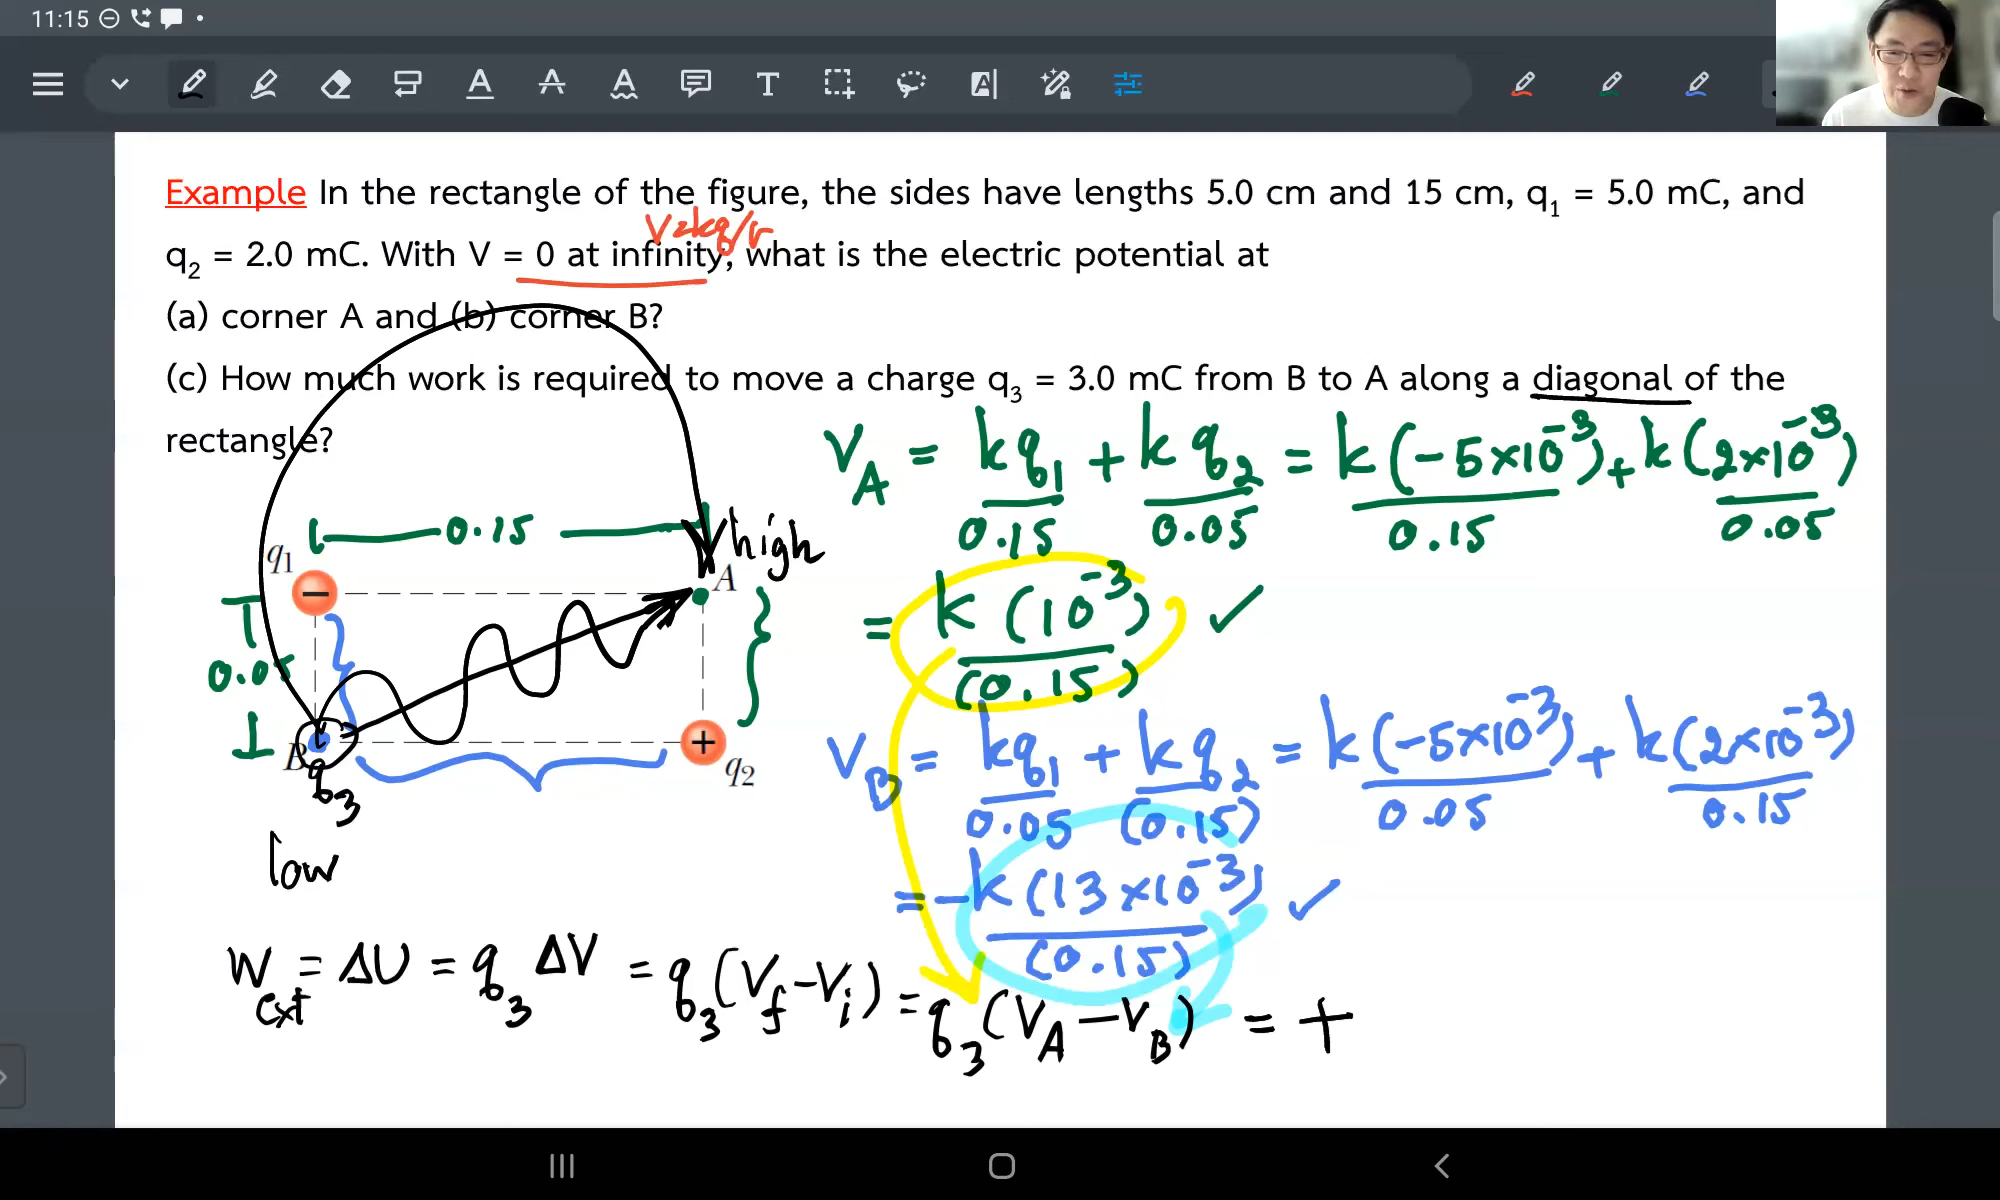 11:15
Example In the rectangle of the figure, the sides have lengths 5.0 cm and 15 cm, q1 = 5.0 mC, and
V=kq/r
q2 = 2.0 mC. With V = 0 at infinity, what is the electric potential at
(a) corner A and (b) corner B?
(c) How much work is required to move a charge q3 = 3.0 mC from B to A along a diagonal of the
rectangle?
VA = kq1/0.15 + kq2/0.05 = k(-5×10^-3)/0.15 + k(2×10^-3)/0.05
0.15
high
q1
A
= k(10^-3)/(0.15) ✓
0.05
B
q3
q2
low
VB = kq1/0.05 + kq2/(0.15) = k(-5×10^-3)/0.05 + k(2×10^-3)/0.15
= -k(13×10^-3)/(0.15) ✓
Wext = ΔU = q3 ΔV = q3(Vf-Vi) = q3(VA-VB) = +